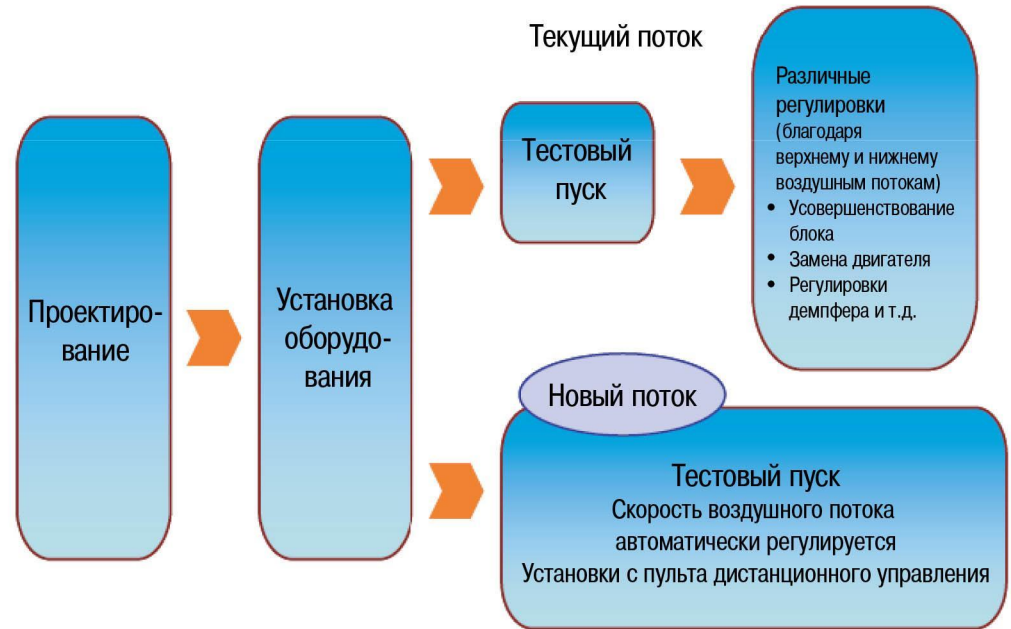 Проектиро-
вание
Установка
оборудо-
вания
Текущий поток
Тестовый
пуск
Различные
регулировки
(благодаря
верхнему и нижнему
воздушным потокам)
• Усовершенствование
блока
• Замена двигателя
• Регулировки
демпфера и т.д.
Новый поток
Тестовый пуск
Скорость воздушного потока
автоматически регулируется
Установки с пульта дистанционного управления